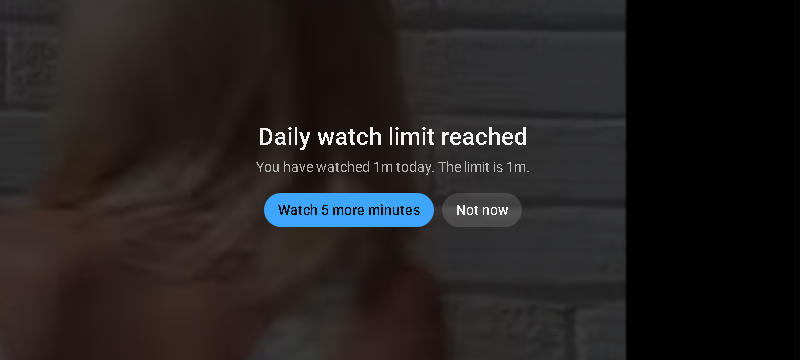 Daily watch limit reached
You have watched 1m today. The limit is 1m.
Watch 5 more minutes
Not now